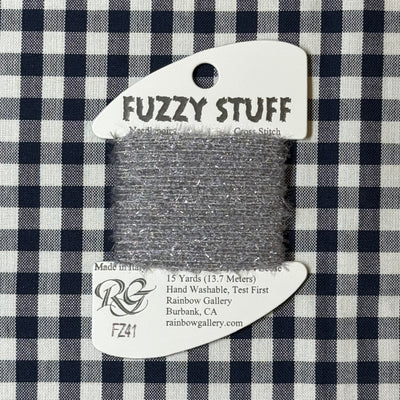 FUZZY STUFF
Needlepoint Cross Stitch
Made in Italy
15 Yards (13.7 Meters)
Hand Washable, Test First
Rainbow Gallery
Burbank, CA
rainbowgallery.com
RG
FZ41